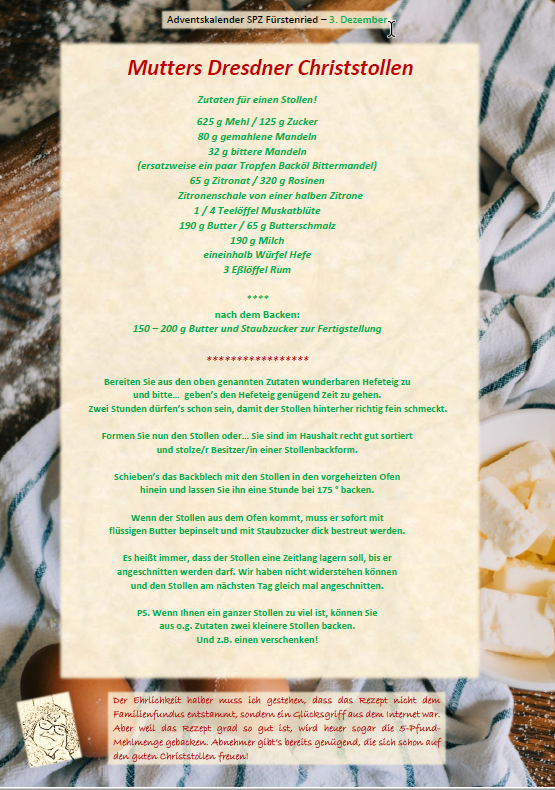 Adventskalender SPZ Fürstenried – 3. Dezember
Mutters Dresdner Christstollen
Zutaten für einen Stollen!
625 g Mehl / 125 g Zucker
80 g gemahlene Mandeln
32 g bittere Mandeln
(ersatzweise ein paar Tropfen Backöl Bittermandel)
65 g Zitronat / 320 g Rosinen
Zitronenschale von einer halben Zitrone
1 / 4 Teelöffel Muskatblüte
190 g Butter / 65 g Butterschmalz
190 g Milch
eineinhalb Würfel Hefe
3 Eßlöffel Rum
****
nach dem Backen:
150 – 200 g Butter und Staubzucker zur Fertigstellung
*****************
Bereiten Sie aus den oben genannten Zutaten wunderbaren Hefeteig zu
und bitte... geben's den Hefeteig genügend Zeit zu gehen.
Zwei Stunden dürfen's schon sein, damit der Stollen hinterher richtig fein schmeckt.
Formen Sie nun den Stollen oder... Sie sind im Haushalt recht gut sortiert
und stolze/r Besitzer/in einer Stollenbackform.
Schieben's das Backblech mit den Stollen in den vorgeheizten Ofen
hinein und lassen Sie ihn eine Stunde bei 175 ° backen.
Wenn der Stollen aus dem Ofen kommt, muss er sofort mit
flüssigen Butter bepinselt und mit Staubzucker dick bestreut werden.
Es heißt immer, dass der Stollen eine Zeitlang lagern soll, bis er
angeschnitten werden darf. Wir haben nicht widerstehen können
und den Stollen am nächsten Tag gleich mal angeschnitten.
PS. Wenn Ihnen ein ganzer Stollen zu viel ist, können Sie
aus o.g. Zutaten zwei kleinere Stollen backen.
Und z.B. einen verschenken!
Der Ehrlichkeit halber muss ich gestehen, dass das Rezept nicht dem
Familienfundus entstammt, sondern ein Glücksgriff aus dem Internet war.
Aber weil das Rezept grad so gut ist, wird heuer sogar die 5-Pfund-
Mehlmenge gebacken. Abnehmer gibt's bereits genügend, die sich schon auf
den guten Christstollen freuen!